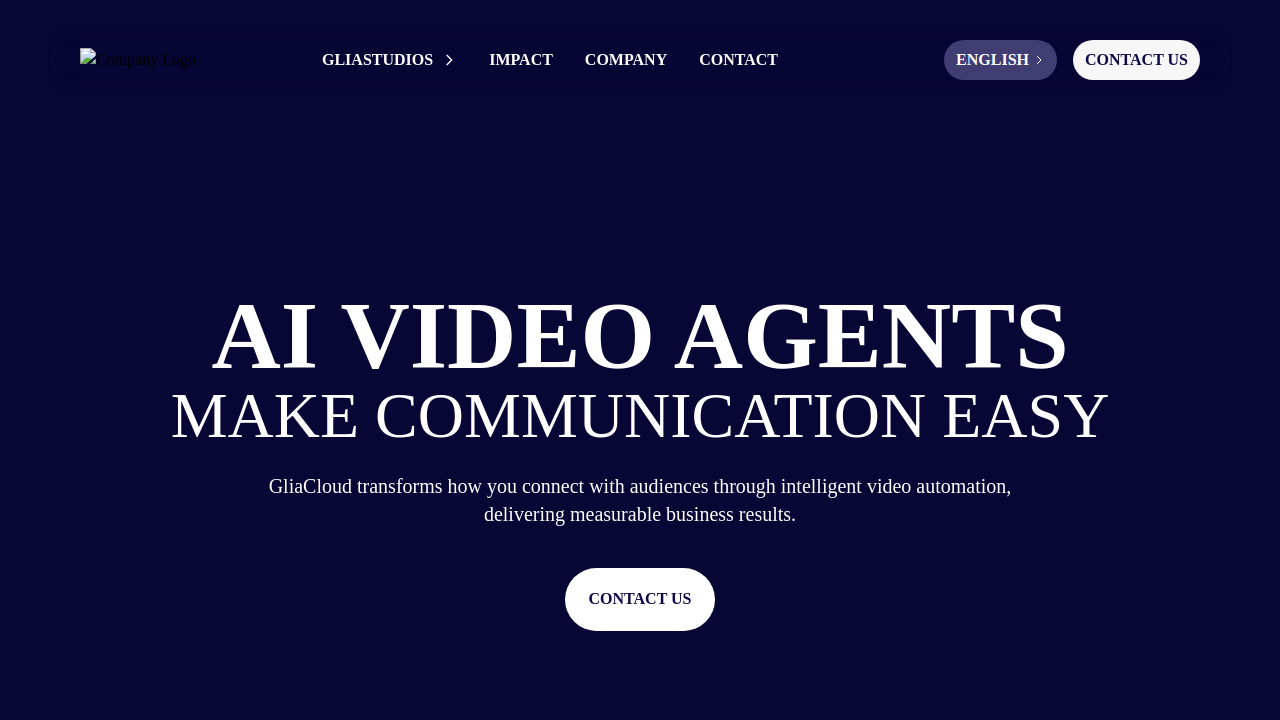 Company Logo
GLIASTUDIOS
IMPACT
COMPANY
CONTACT
ENGLISH
CONTACT US
AI VIDEO AGENTS
MAKE COMMUNICATION EASY
GliaCloud transforms how you connect with audiences through intelligent video automation,
delivering measurable business results.
CONTACT US